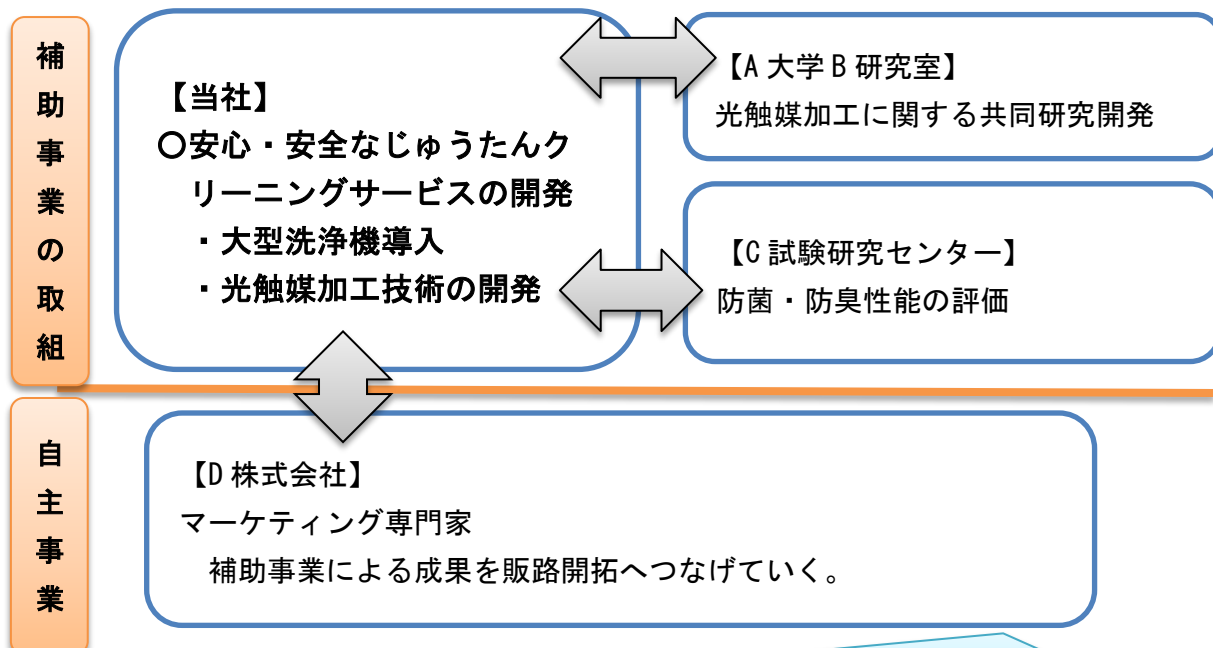 補助事業の取組
【当社】
〇安心・安全なじゅうたんク
リーニングサービスの開発
・大型洗浄機導入
・光触媒加工技術の開発
【A大学B研究室】
光触媒加工に関する共同研究開発
【C試験研究センター】
防菌・防臭性能の評価
自主事業
【D株式会社】
マーケティング専門家
補助事業による成果を販路開拓へつなげていく。